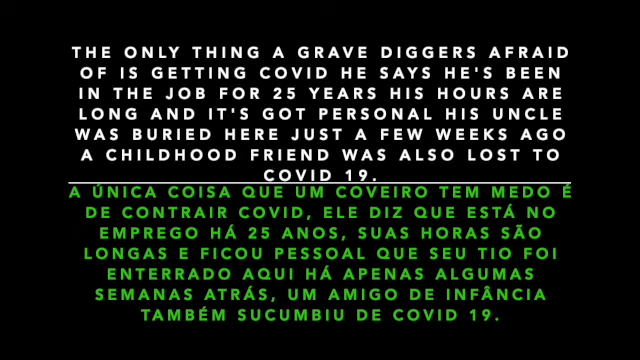 THE ONLY THING A GRAVE DIGGERS AFRAID
OF IS GETTING COVID HE SAYS HE'S BEEN
IN THE JOB FOR 25 YEARS HIS HOURS ARE
LONG AND IT'S GOT PERSONAL HIS UNCLE
WAS BURIED HERE JUST A FEW WEEKS AGO
A CHILDHOOD FRIEND WAS ALSO LOST TO
COVID 19.
A ÚNICA COISA QUE UM COVEIRO TEM MEDO É
DE CONTRAIR COVID, ELE DIZ QUE ESTÁ NO
EMPREGO HÁ 25 ANOS, SUAS HORAS SÃO
LONGAS E FICOU PESSOAL QUE SEU TIO FOI
ENTERRADO AQUI HÁ APENAS ALGUMAS
SEMANAS ATRÁS, UM AMIGO DE INFÂNCIA
TAMBÉM SUCUMBIU DE COVID 19.